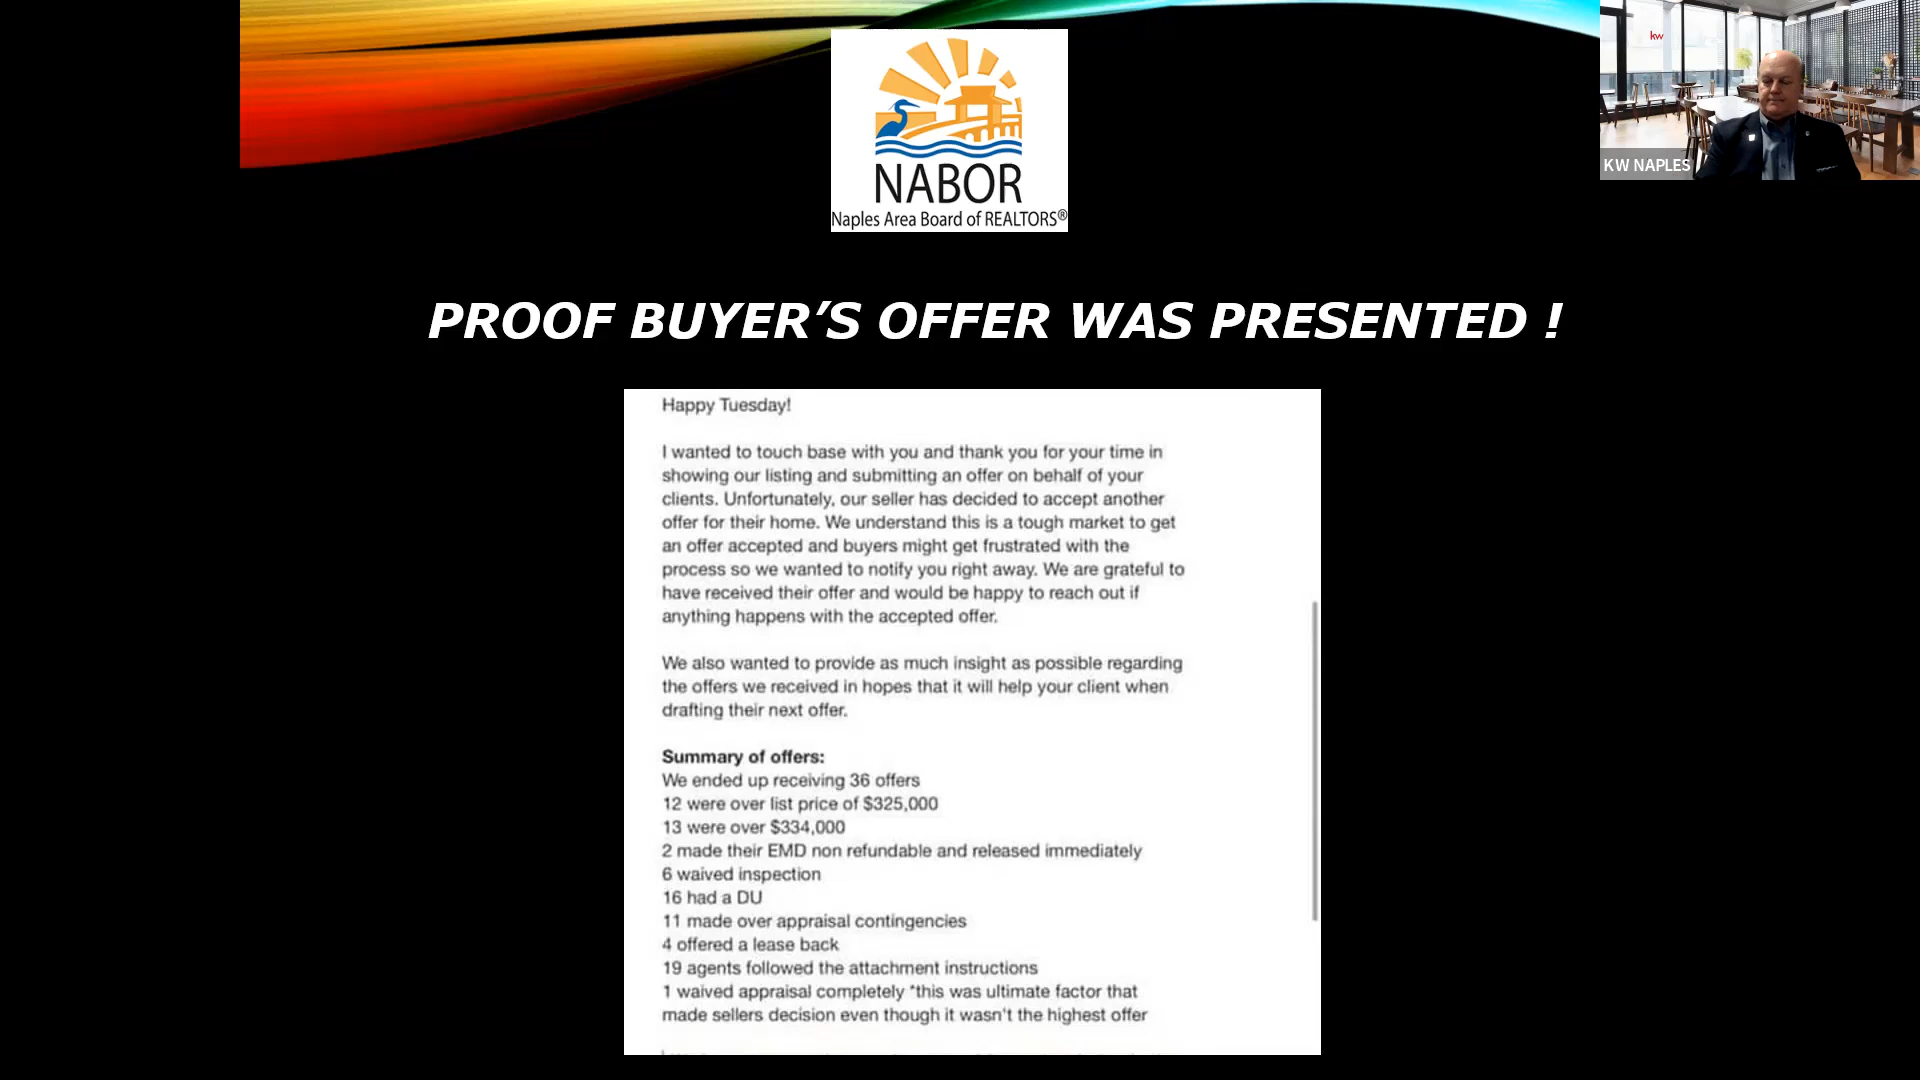 kw
KW NAPLES
NABOR
Naples Area Board of REALTORS®
PROOF BUYER’S OFFER WAS PRESENTED !
Happy Tuesday!
I wanted to touch base with you and thank you for your time in
showing our listing and submitting an offer on behalf of your
clients. Unfortunately, our seller has decided to accept another
offer for their home. We understand this is a tough market to get
an offer accepted and buyers might get frustrated with the
process so we wanted to notify you right away. We are grateful to
have received their offer and would be happy to reach out if
anything happens with the accepted offer.
We also wanted to provide as much insight as possible regarding
the offers we received in hopes that it will help your client when
drafting their next offer.
Summary of offers:
We ended up receiving 36 offers
12 were over list price of $325,000
13 were over $334,000
2 made their EMD non refundable and released immediately
6 waived inspection
16 had a DU
11 made over appraisal contingencies
4 offered a lease back
19 agents followed the attachment instructions
1 waived appraisal completely *this was ultimate factor that
made sellers decision even though it wasn't the highest offer